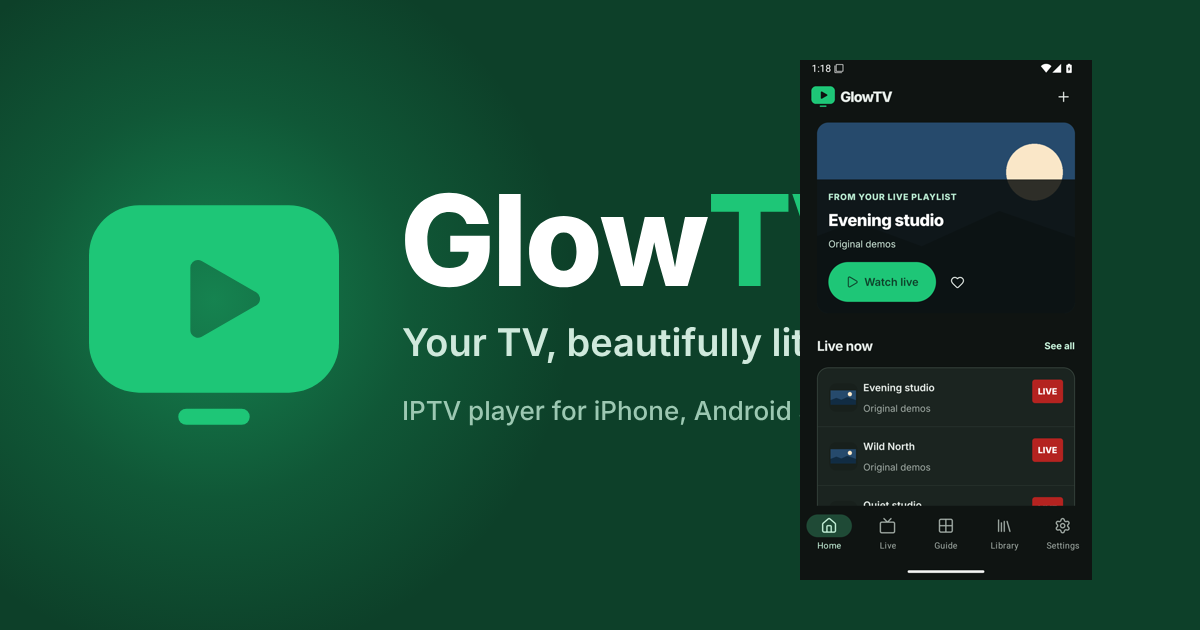 GlowT
Your TV, beautifully lit
IPTV player for iPhone, Android
1:18
GlowTV
FROM YOUR LIVE PLAYLIST
Evening studio
Original demos
Watch live
Live now
See all
Evening studio
LIVE
Original demos
Wild North
LIVE
Original demos
Quiet studio
Home
Live
Guide
Library
Settings